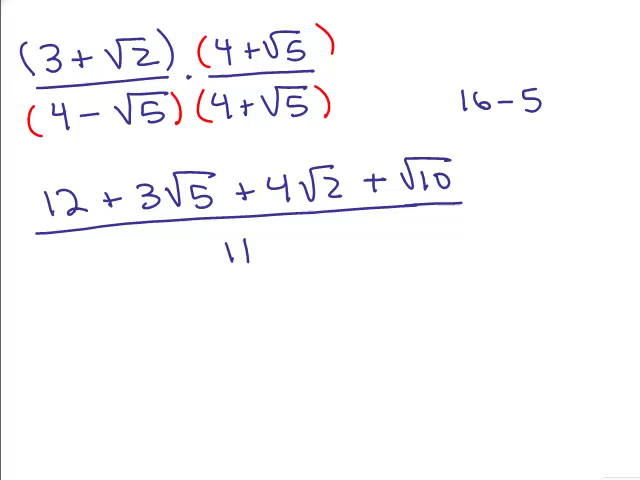 (3 + √2) · (4 + √5)
(4 − √5) (4 + √5)
16 − 5
12 + 3√5 + 4√2 + √10
11